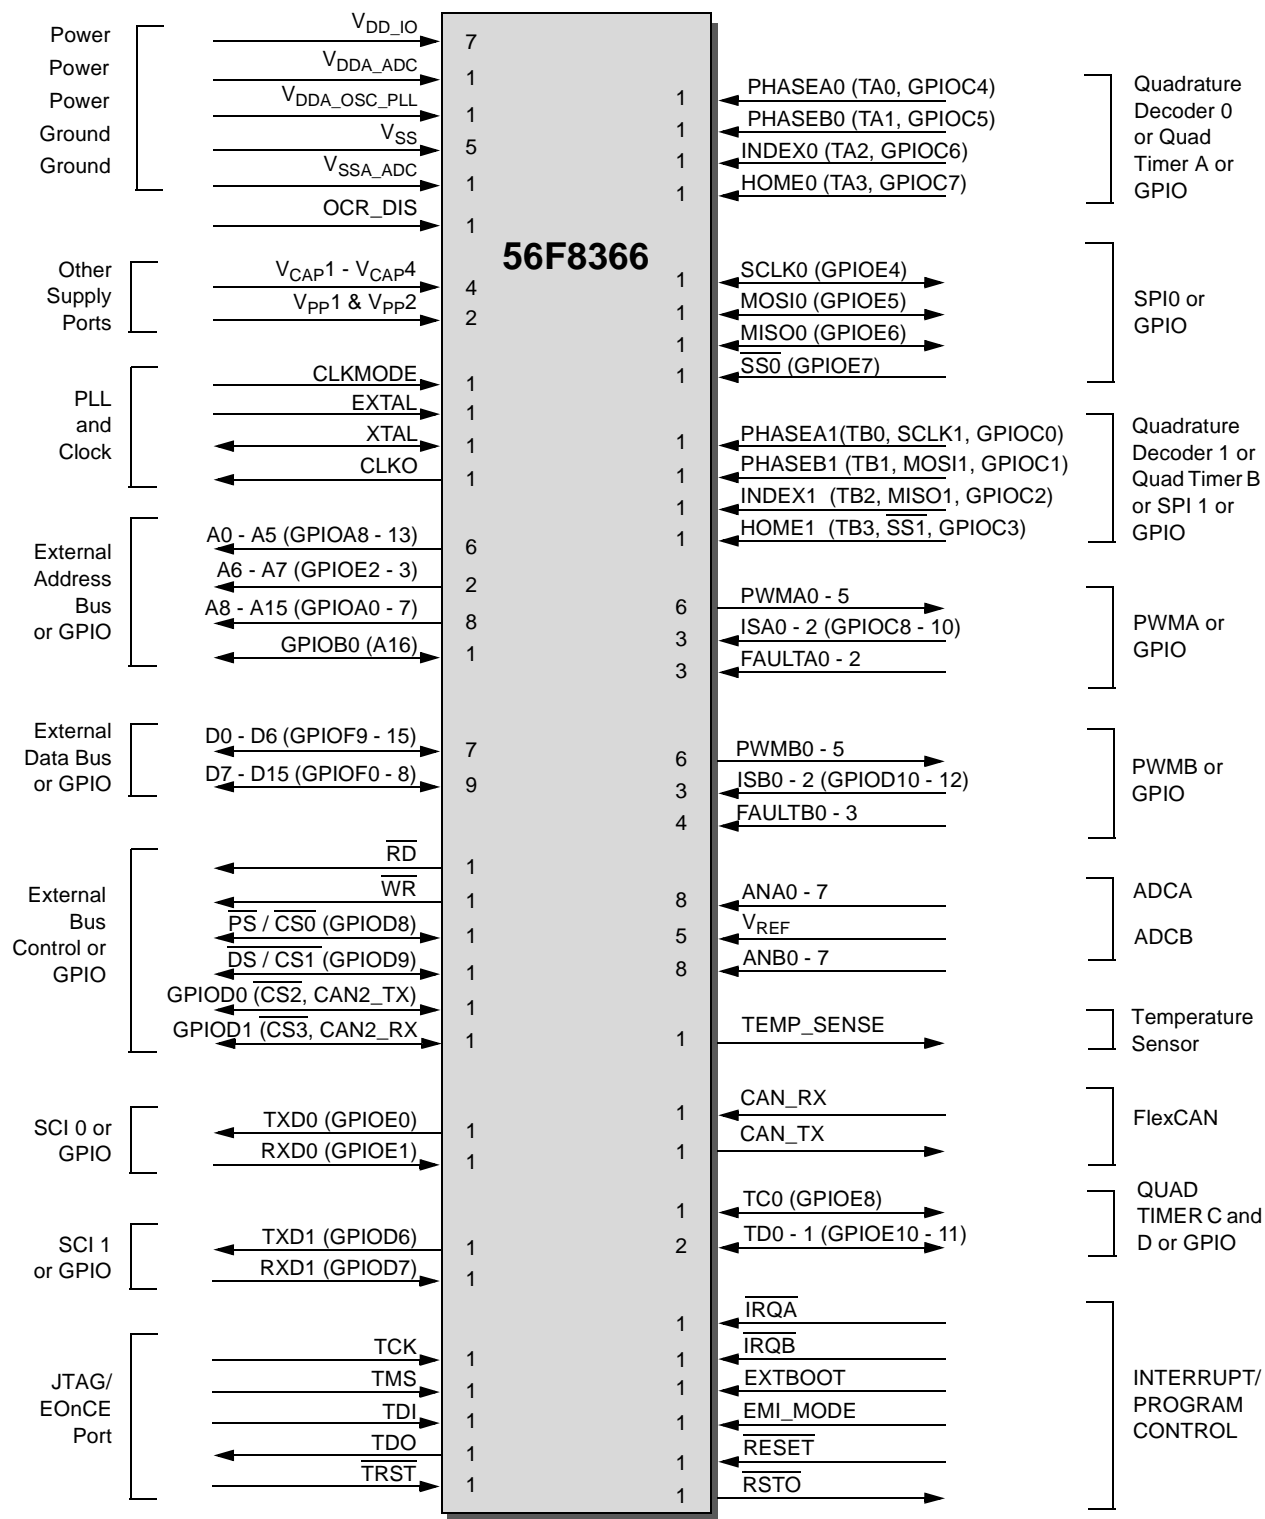 Power
Power
Power
Ground
Ground
VDD_IO
7
VDDA_ADC
1
VDDA_OSC_PLL
1
VSS
5
VSSA_ADC
1
OCR_DIS
1
Other
Supply
Ports
VCAP1 - VCAP4
4
VPP1 & VPP2
2
PLL
and
Clock
CLKMODE
1
EXTAL
1
XTAL
1
CLKO
1
External
Address
Bus
or GPIO
A0 - A5 (GPIOA8 - 13)
6
A6 - A7 (GPIOE2 - 3)
2
A8 - A15 (GPIOA0 - 7)
8
GPIOB0 (A16)
1
External
Data Bus
or GPIO
D0 - D6 (GPIOF9 - 15)
7
D7 - D15 (GPIOF0 - 8)
9
External
Bus
Control or
GPIO
RD
1
WR
1
PS / CS0 (GPIOD8)
1
DS / CS1 (GPIOD9)
1
GPIOD0 (CS2, CAN2_TX)
1
GPIOD1 (CS3, CAN2_RX
1
SCI 0 or
GPIO
TXD0 (GPIOE0)
1
RXD0 (GPIOE1)
1
SCI 1
or GPIO
TXD1 (GPIOD6)
1
RXD1 (GPIOD7)
1
JTAG/
EOnCE
Port
TCK
1
TMS
1
TDI
1
TDO
1
TRST
1
56F8366
1
PHASEA0 (TA0, GPIOC4)
1
PHASEB0 (TA1, GPIOC5)
1
INDEX0 (TA2, GPIOC6)
1
HOME0 (TA3, GPIOC7)
Quadrature
Decoder 0
or Quad
Timer A or
GPIO
1
SCLK0 (GPIOE4)
1
MOSI0 (GPIOE5)
1
MISO0 (GPIOE6)
1
SS0 (GPIOE7)
SPI0 or
GPIO
1
PHASEA1(TB0, SCLK1, GPIOC0)
1
PHASEB1 (TB1, MOSI1, GPIOC1)
1
INDEX1 (TB2, MISO1, GPIOC2)
1
HOME1 (TB3, SS1, GPIOC3)
Quadrature
Decoder 1 or
Quad Timer B
or SPI 1 or
GPIO
6
PWMA0 - 5
3
ISA0 - 2 (GPIOC8 - 10)
3
FAULTA0 - 2
PWMA or
GPIO
6
PWMB0 - 5
3
ISB0 - 2 (GPIOD10 - 12)
4
FAULTB0 - 3
PWMB or
GPIO
8
ANA0 - 7
5
VREF
8
ANB0 - 7
ADCA
ADCB
1
TEMP_SENSE
Temperature
Sensor
1
CAN_RX
1
CAN_TX
FlexCAN
1
TC0 (GPIOE8)
2
TD0 - 1 (GPIOE10 - 11)
QUAD
TIMER C and
D or GPIO
1
IRQA
1
IRQB
1
EXTBOOT
1
EMI_MODE
1
RESET
1
RSTO
INTERRUPT/
PROGRAM
CONTROL